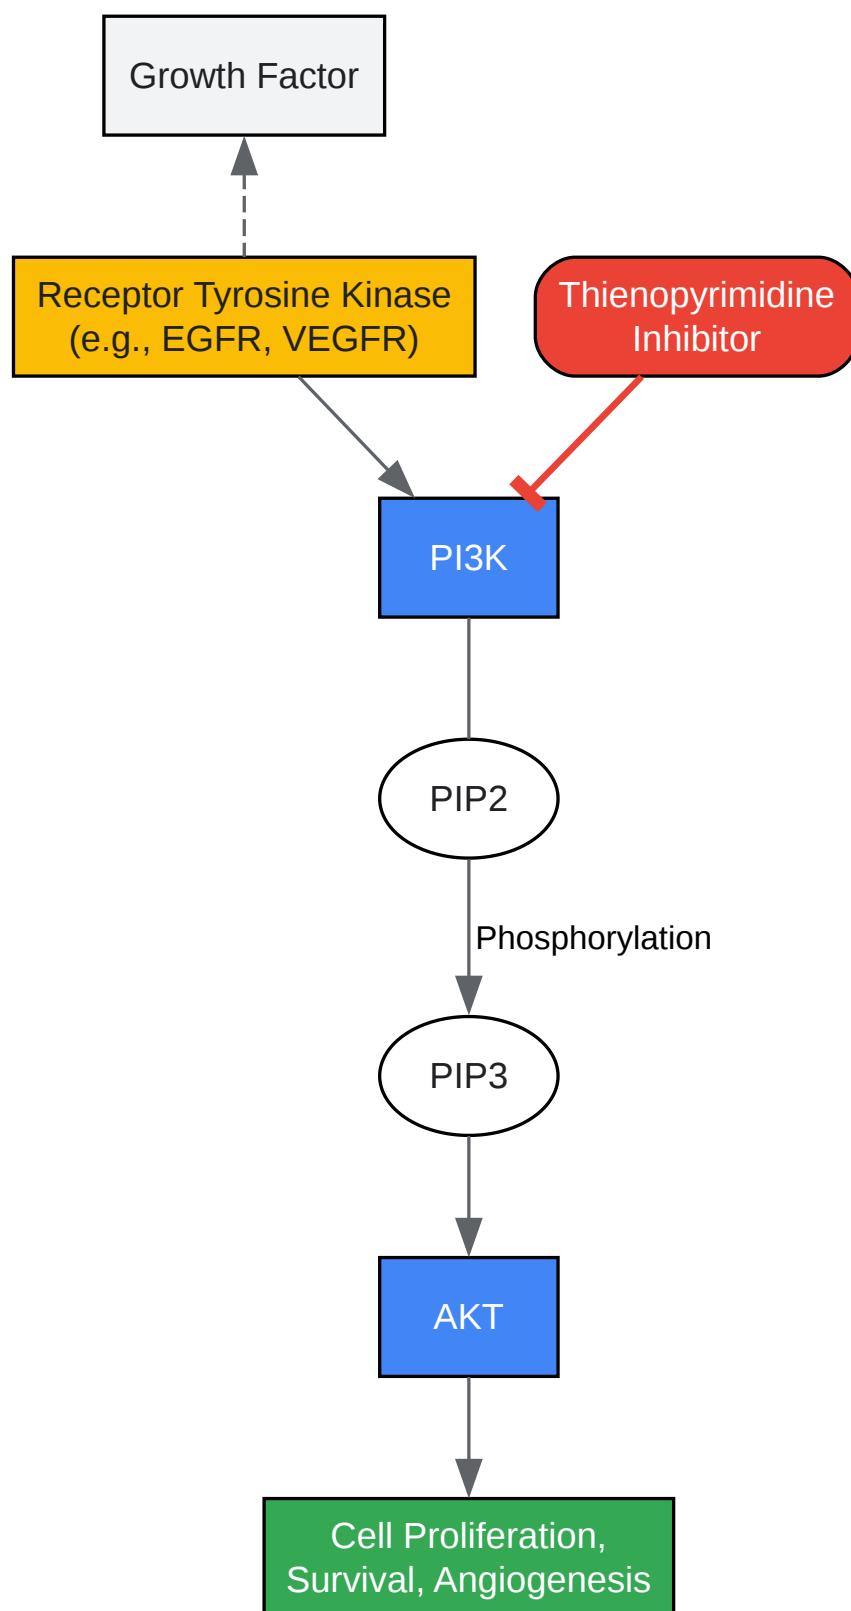 Growth Factor
Receptor Tyrosine Kinase
(e.g., EGFR, VEGFR)
Thienopyrimidine
Inhibitor
PI3K
PIP2
Phosphorylation
PIP3
AKT
Cell Proliferation,
Survival, Angiogenesis